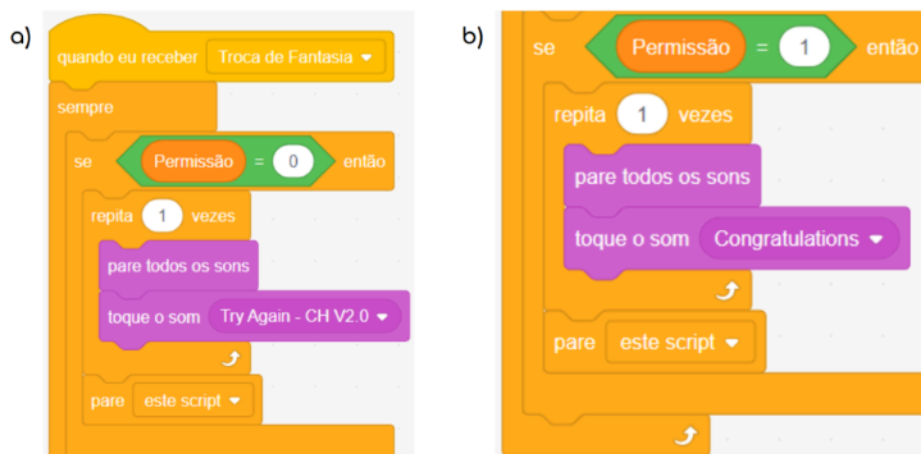 a)
quando eu receber Troca de Fantasia
sempre
se Permissão = 0 então
repita 1 vezes
pare todos os sons
toque o som Try Again - CH V2.0
pare este script
b)
se Permissão = 1 então
repita 1 vezes
pare todos os sons
toque o som Congratulations
pare este script